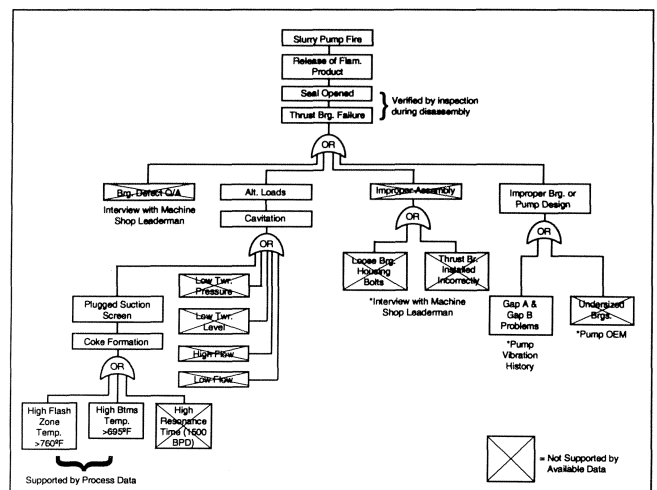 Slurry Pump Fire
Release of Flam.
Product
Seal Opened
Thrust Brg. Failure
Verified by inspection
during disassembly
OR
Brg. Defect Q/A
Interview with Machine
Shop Leaderman
Alt. Loads
Improper Assembly
Improper Brg. or
Pump Design
Cavitation
OR
OR
OR
Low Twr.
Pressure
Low Twr.
Level
High Flow
Low Flow
Loose Brg.
Housing
Bolts
Thrust Br.
Installed
Incorrectly
*Interview with Machine
Shop Leaderman
Gap A &
Gap B
Problems
*Pump
Vibration
History
Undersized
Brgs.
*Pump OEM
Plugged Suction
Screen
Coke Formation
OR
High Flash
Zone
Temp.
>760ºF
High Btms
Temp.
>695ºF
High
Resonance
Time (1500
BPD)
Supported by Process Data
= Not Supported by
Available Data